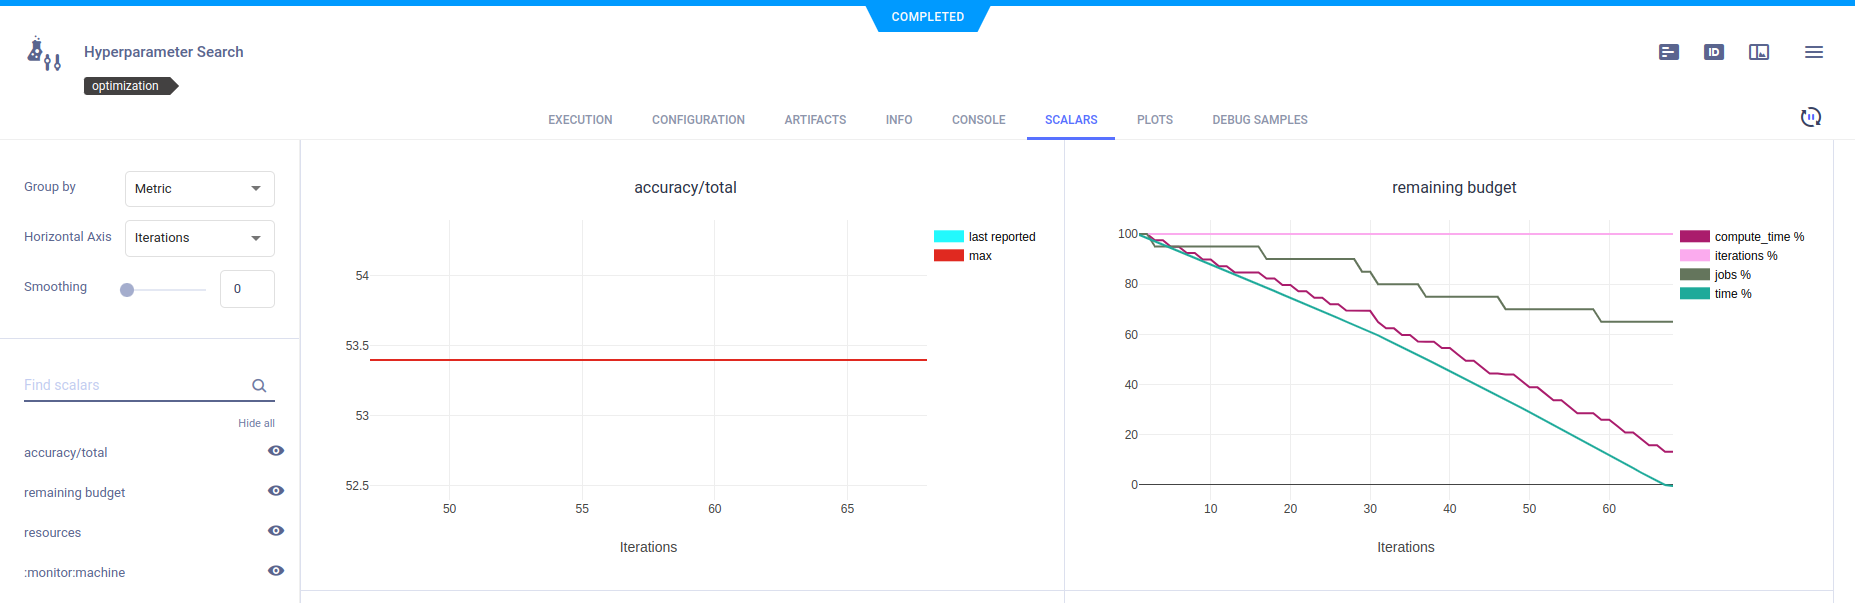 COMPLETED
Hyperparameter Search
ID
optimization
EXECUTION CONFIGURATION ARTIFACTS INFO CONSOLE SCALARS PLOTS DEBUG SAMPLES
Group by Metric
Horizontal Axis Iterations
Smoothing 0
Find scalars
Hide all
accuracy/total
remaining budget
resources
:monitor:machine
accuracy/total
last reported
max
54
53.5
53
52.5
50 55 60 65
Iterations
remaining budget
compute_time %
iterations %
jobs %
time %
100
80
60
40
20
0
10 20 30 40 50 60
Iterations